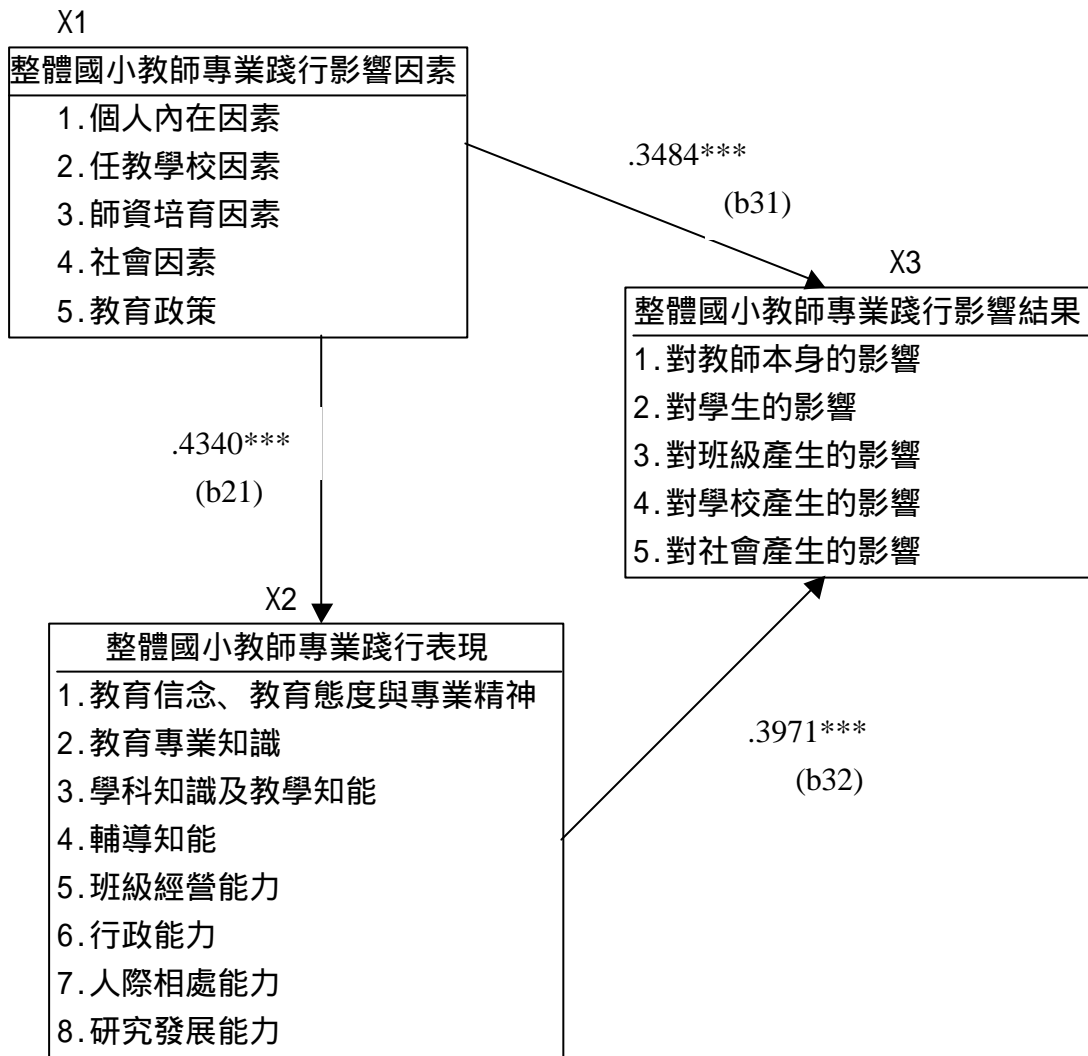 X1
整體國小教師專業踐行影響因素
1.個人內在因素
2.任教學校因素
3.師資培育因素
4.社會因素
5.教育政策
.3484***
(b31)
X3
整體國小教師專業踐行影響結果
1.對教師本身的影響
2.對學生的影響
3.對班級產生的影響
4.對學校產生的影響
5.對社會產生的影響
.4340***
(b21)
X2
整體國小教師專業踐行表現
1.教育信念、教育態度與專業精神
2.教育專業知識
3.學科知識及教學知能
4.輔導知能
5.班級經營能力
6.行政能力
7.人際相處能力
8.研究發展能力
.3971***
(b32)